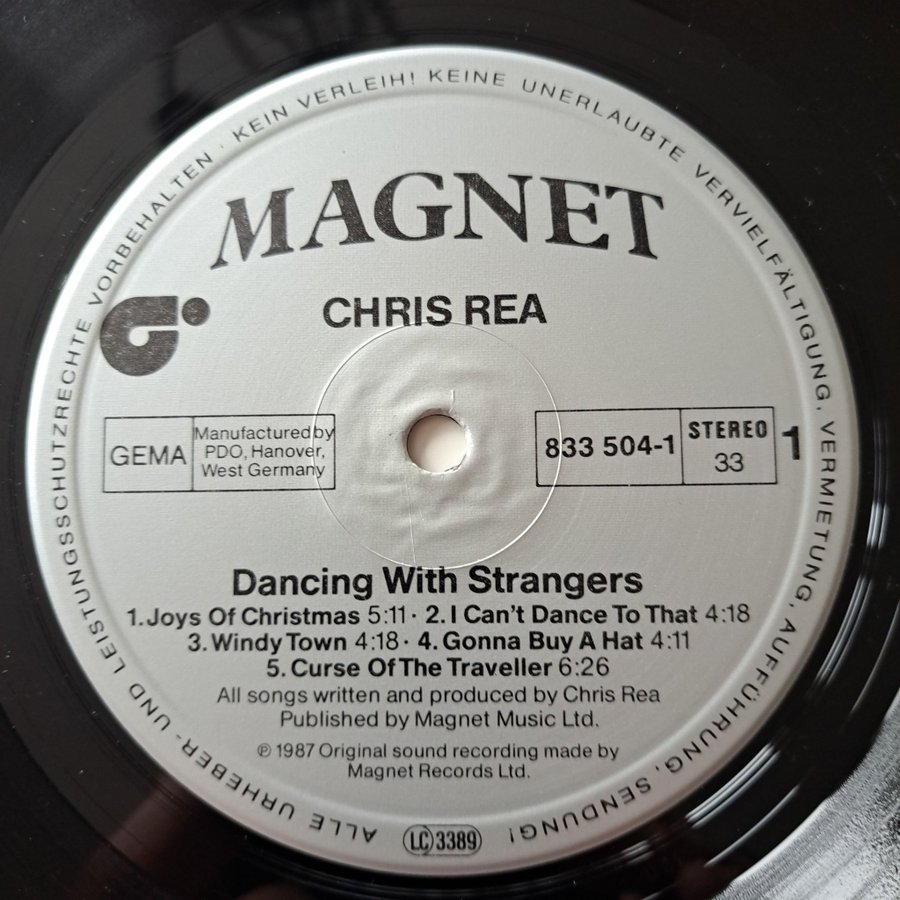 ALLE URHEBER- UND LEISTUNGSSCHUTZRECHTE VORBEHALTEN · KEIN VERLEIH! KEINE UNERLAUBTE VERVIELFÄLTIGUNG, VERMIETUNG, AUFFÜHRUNG, SENDUNG!
MAGNET
CHRIS REA
GEMA
Manufactured by
PDO, Hanover,
West Germany
833 504-1
STEREO
33
1
Dancing With Strangers
1. Joys Of Christmas 5:11 · 2. I Can't Dance To That 4:18
3. Windy Town 4:18 · 4. Gonna Buy A Hat 4:11
5. Curse Of The Traveller 6:26
All songs written and produced by Chris Rea
Published by Magnet Music Ltd.
℗ 1987 Original sound recording made by
Magnet Records Ltd.
LC 3389